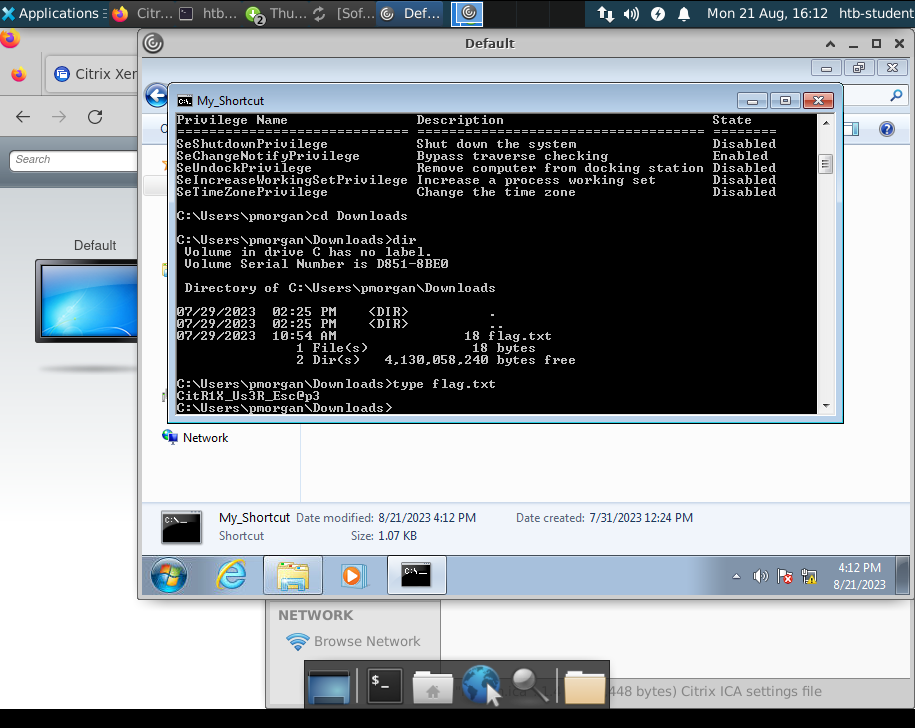 Applications Citr... htb... Thu... [Sof... Def... Mon 21 Aug, 16:12 htb-student
Default
Citrix Xen
My_Shortcut
Search
Privilege Name Description State
============================= ==================================== ========
SeShutdownPrivilege Shut down the system Disabled
SeChangeNotifyPrivilege Bypass traverse checking Enabled
SeUndockPrivilege Remove computer from docking station Disabled
SeIncreaseWorkingSetPrivilege Increase a process working set Disabled
SeTimeZonePrivilege Change the time zone Disabled
C:\Users\pmorgan>cd Downloads
C:\Users\pmorgan\Downloads>dir
Volume in drive C has no label.
Volume Serial Number is D851-8BE0
Directory of C:\Users\pmorgan\Downloads
07/29/2023 02:25 PM <DIR> .
07/29/2023 02:25 PM <DIR> ..
07/29/2023 10:54 AM 18 flag.txt
1 File(s) 18 bytes
2 Dir(s) 4,130,058,240 bytes free
C:\Users\pmorgan\Downloads>type flag.txt
CitR1X_Us3R_Esc@p3
C:\Users\pmorgan\Downloads>
Default
Network
My_Shortcut Date modified: 8/21/2023 4:12 PM Date created: 7/31/2023 12:24 PM
Shortcut Size: 1.07 KB
4:12 PM
8/21/2023
NETWORK
Browse Network
448 bytes) Citrix ICA settings file